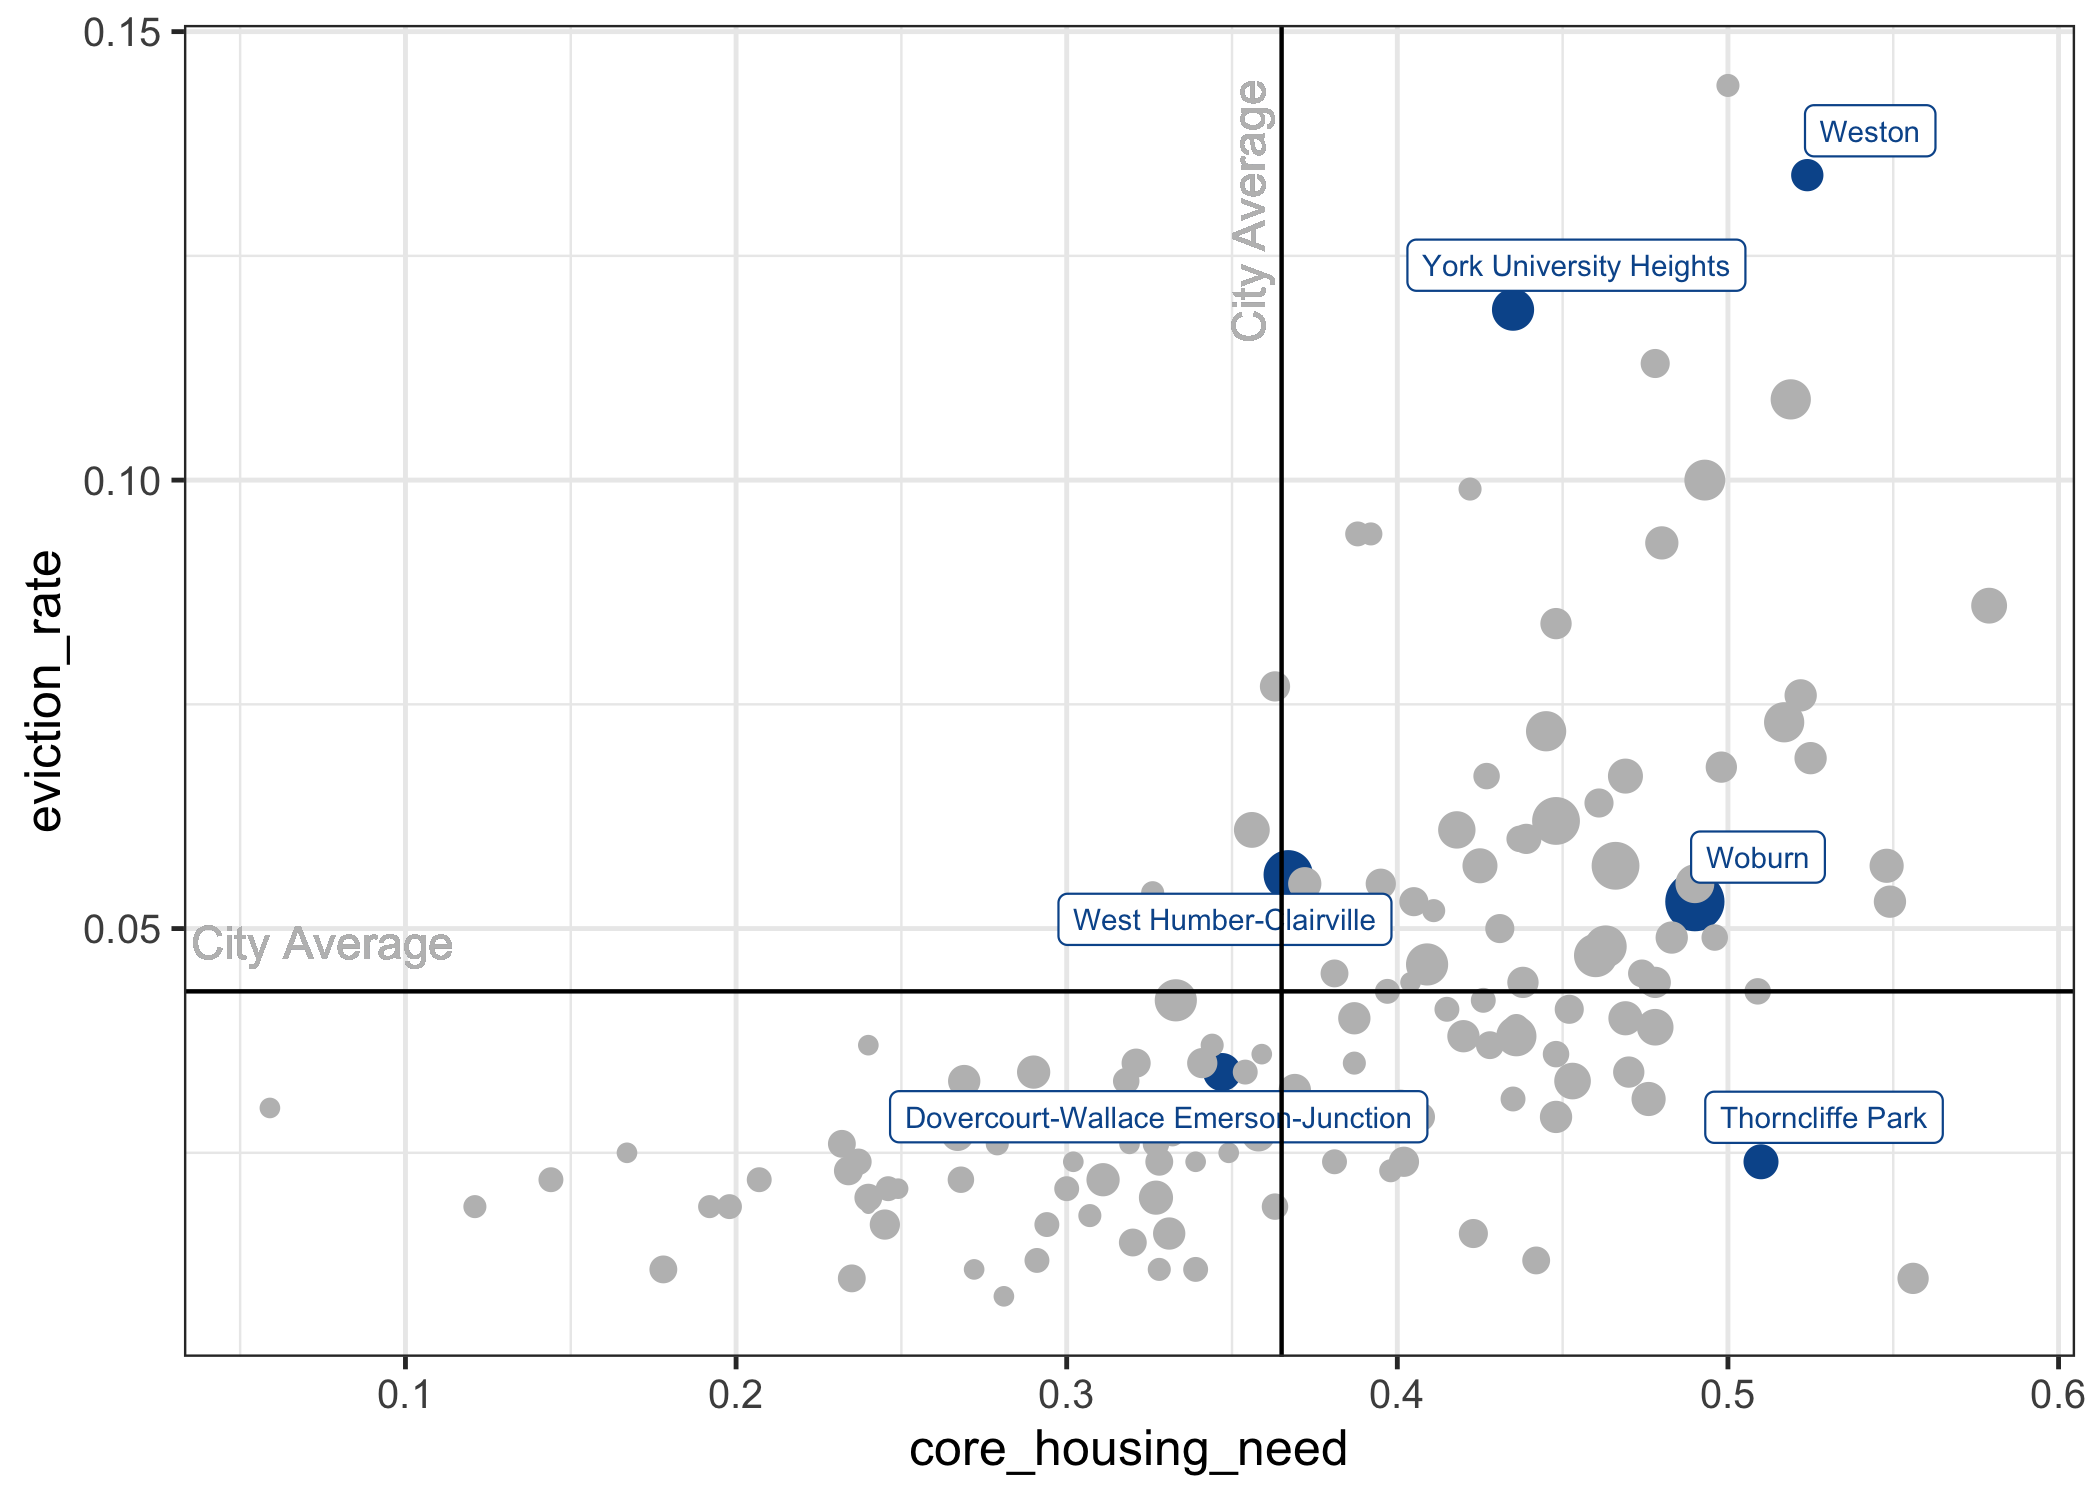 0.15
City Average
Weston
York University Heights
0.10
eviction_rate
Woburn
West Humber-Clairville
0.05
City Average
Dovercourt-Wallace Emerson-Junction
Thorncliffe Park
0.1
0.2
0.3
0.4
0.5
0.6
core_housing_need